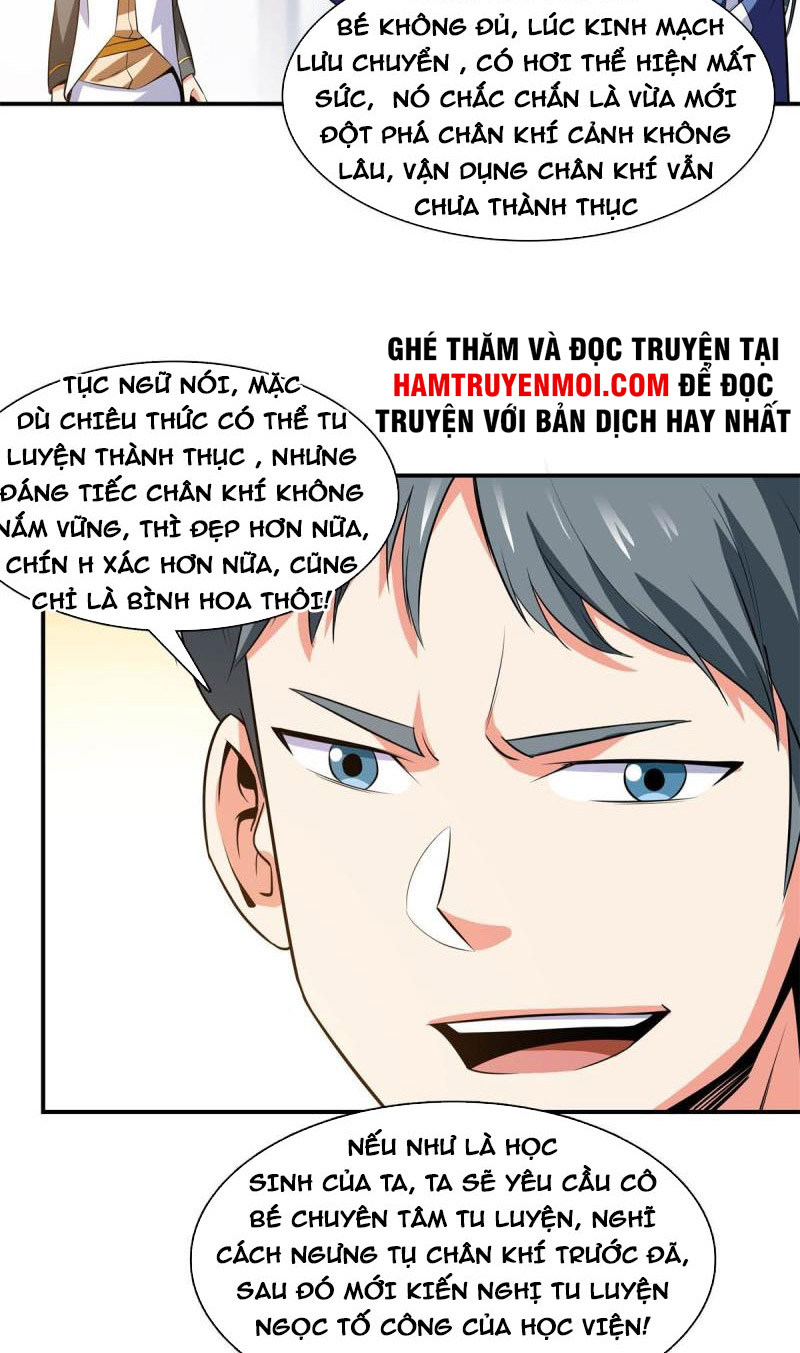 BÉ KHÔNG ĐỦ, LÚC KINH MẠCH
LƯU CHUYỂN , CÓ HƠI THỂ HIỆN MẤT
SỨC, NÓ CHẮC CHẮN LÀ VỪA MỚI
ĐỘT PHÁ CHÂN KHÍ CẢNH KHÔNG
LÂU, VẬN DỤNG CHÂN KHÍ VẪN
CHƯA THÀNH THỤC
GHÉ THĂM VÀ ĐỌC TRUYỆN TẠI
HAMTRUYENMOI.COM ĐỂ ĐỌC
TRUYỆN VỚI BẢN DỊCH HAY NHẤT
TỤC NGỮ NÓI, MẶC
DÙ CHIÊU THỨC CÓ THỂ TU
LUYỆN THÀNH THỤC , NHƯNG
ĐÁNG TIẾC CHÂN KHÍ KHÔNG
NẮM VỮNG, THÌ ĐẸP HƠN NỮA,
CHÍN H XÁC HƠN NỮA, CŨNG
CHỈ LÀ BÌNH HOA THÔI!
NẾU NHƯ LÀ HỌC
SINH CỦA TA, TA SẼ YÊU CẦU CÔ
BÉ CHUYÊN TÂM TU LUYỆN, NGHĨ
CÁCH NGƯNG TỤ CHÂN KHÍ TRƯỚC ĐÃ,
SAU ĐÓ MỚI KIẾN NGHỊ TU LUYỆN
NGỌC TỐ CÔNG CỦA HỌC VIỆN!